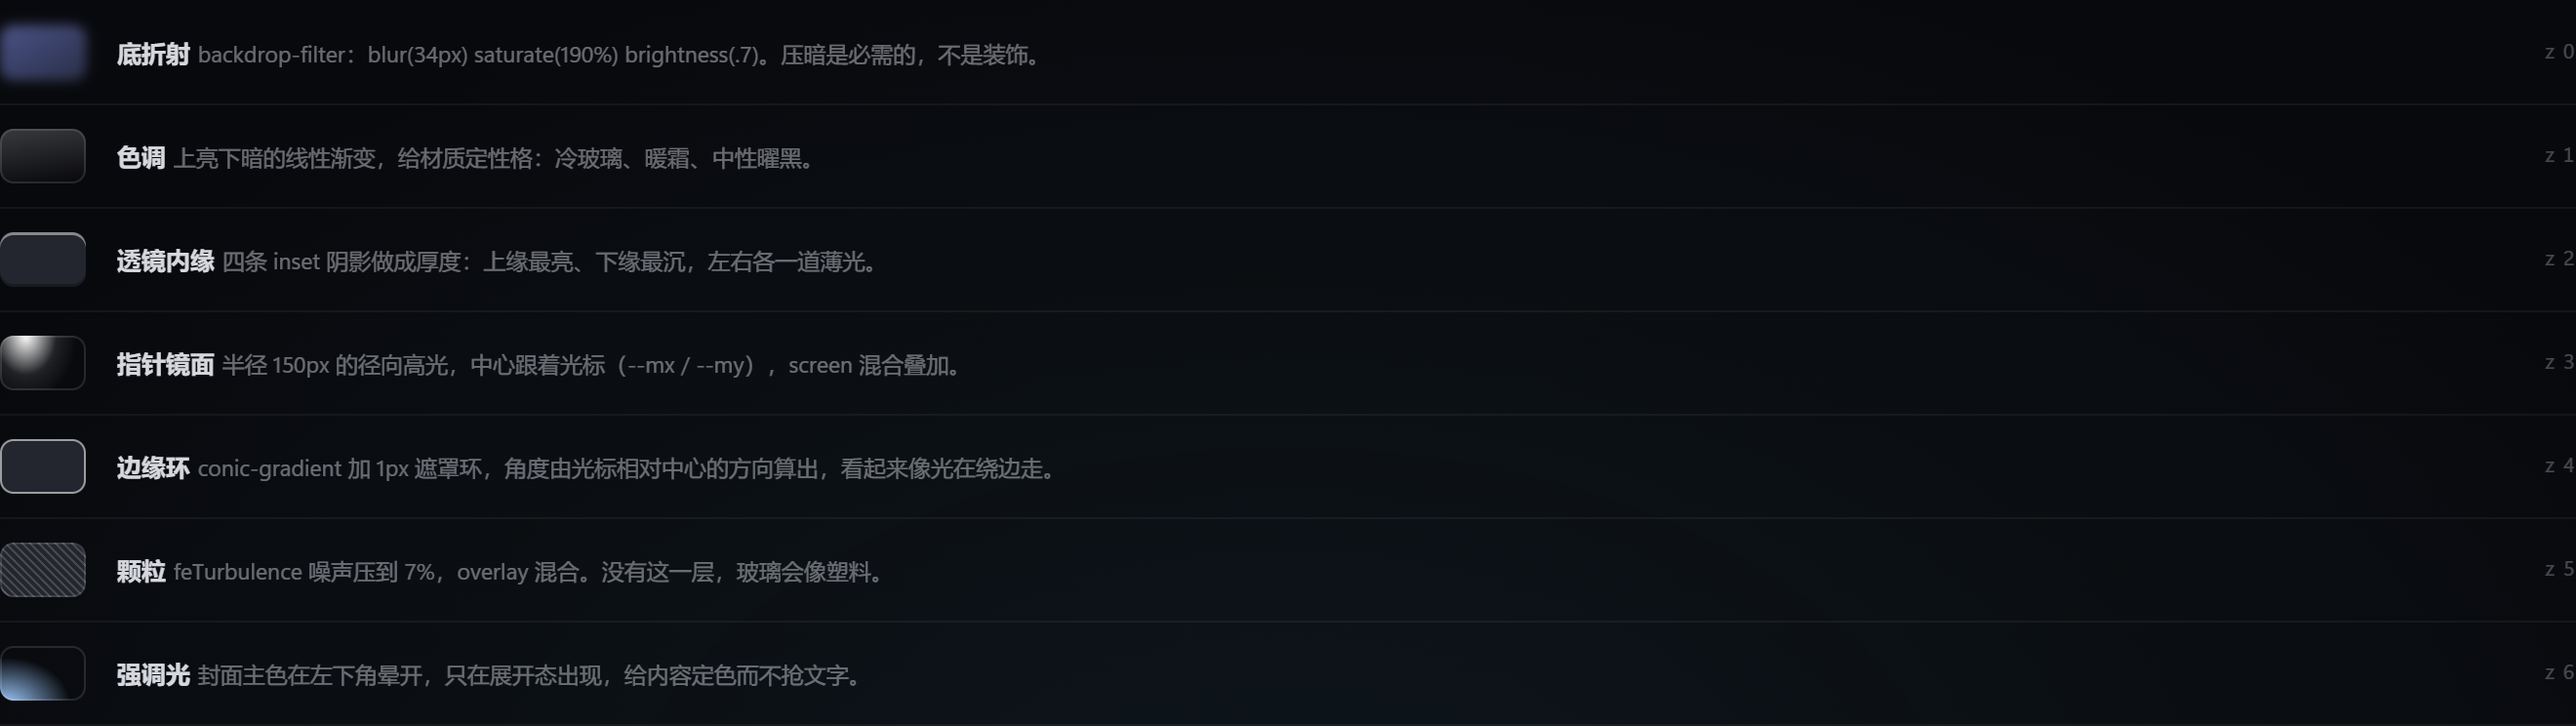 底折射 backdrop-filter：blur(34px) saturate(190%) brightness(.7)。压暗是必需的，不是装饰。 z 0
色调 上亮下暗的线性渐变，给材质定性格：冷玻璃、暖霜、中性曜黑。 z 1
透镜内缘 四条 inset 阴影做成厚度：上缘最亮、下缘最沉，左右各一道薄光。 z 2
指针镜面 半径 150px 的径向高光，中心跟着光标（--mx / --my），screen 混合叠加。 z 3
边缘环 conic-gradient 加 1px 遮罩环，角度由光标相对中心的方向算出，看起来像光在绕边走。 z 4
颗粒 feTurbulence 噪声压到 7%，overlay 混合。没有这一层，玻璃会像塑料。 z 5
强调光 封面主色在左下角晕开，只在展开态出现，给内容定色而不抢文字。 z 6